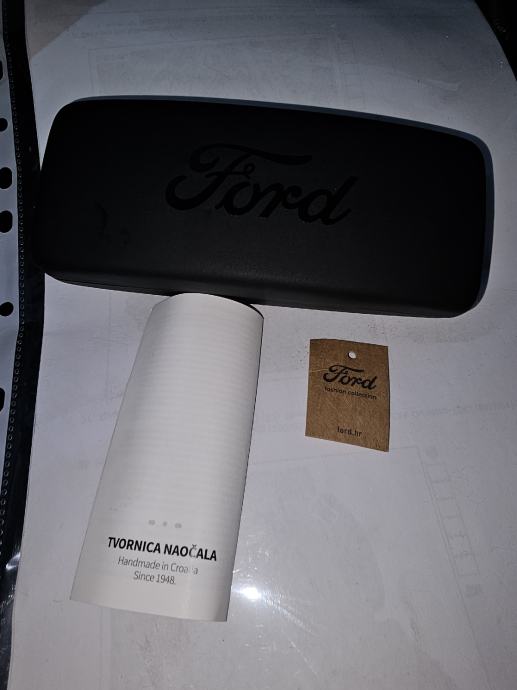 Ford
Ford
fashion collection
ford.hr
TVORNICA NAOČALA
Handmade in Croatia
Since 1948.